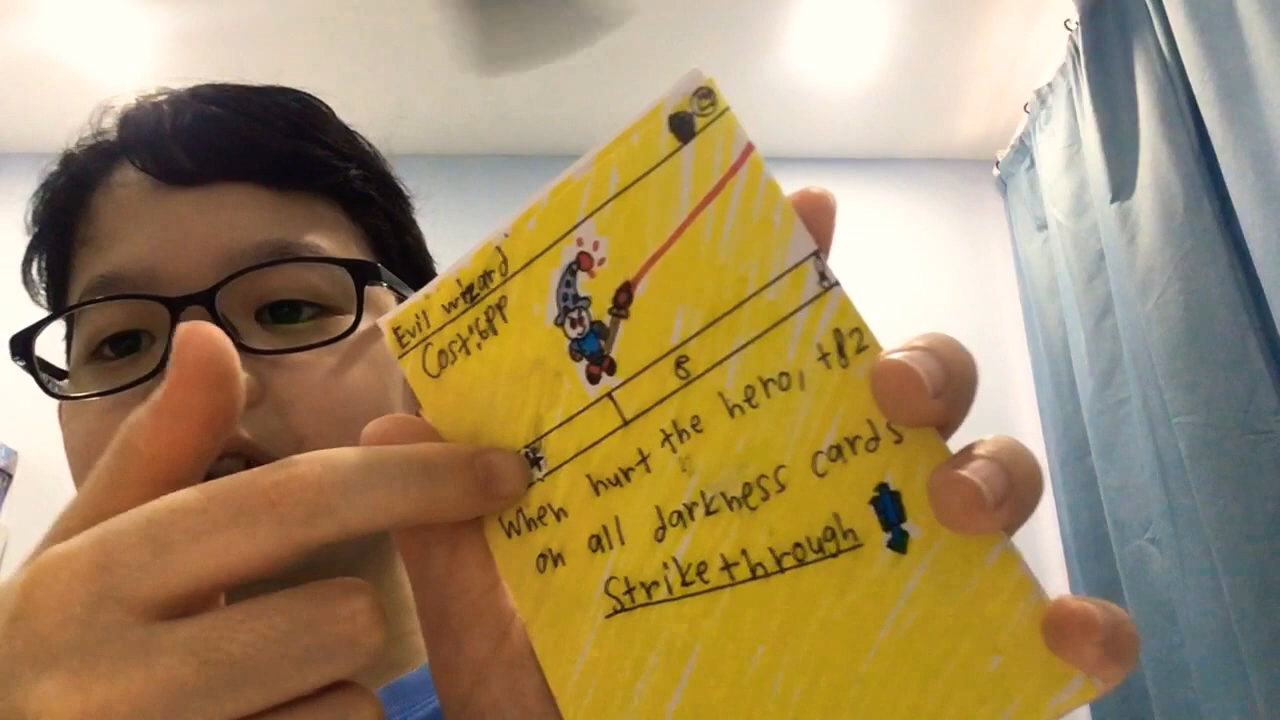 Evil wizard
Cost: 6pp
8
When hurt the hero, +82
on all darkness cards
Strikethrough